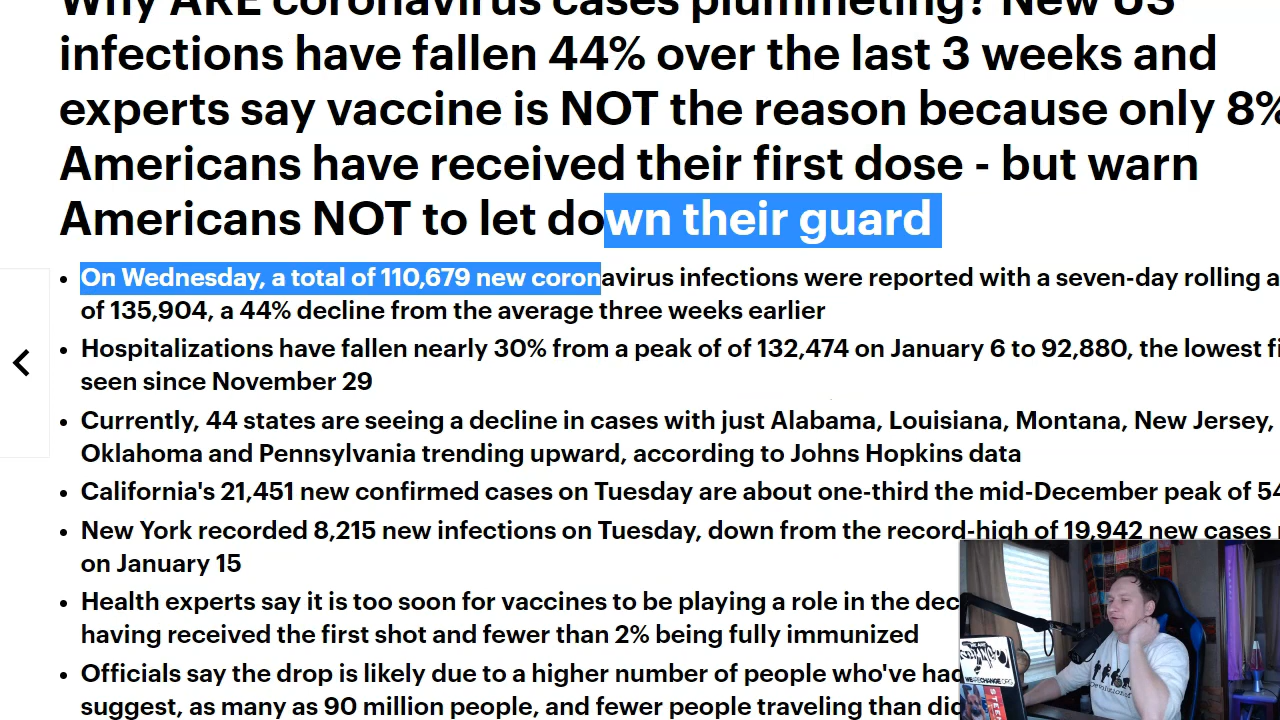 Why ARE coronavirus cases plummeting? New US
infections have fallen 44% over the last 3 weeks and
experts say vaccine is NOT the reason because only 8%
Americans have received their first dose - but warn
Americans NOT to let down their guard
• On Wednesday, a total of 110,679 new coronavirus infections were reported with a seven-day rolling a
of 135,904, a 44% decline from the average three weeks earlier
• Hospitalizations have fallen nearly 30% from a peak of of 132,474 on January 6 to 92,880, the lowest fi
seen since November 29
• Currently, 44 states are seeing a decline in cases with just Alabama, Louisiana, Montana, New Jersey,
Oklahoma and Pennsylvania trending upward, according to Johns Hopkins data
• California's 21,451 new confirmed cases on Tuesday are about one-third the mid-December peak of 54
• New York recorded 8,215 new infections on Tuesday, down from the record-high of 19,942 new cases
on January 15
• Health experts say it is too soon for vaccines to be playing a role in the dec
having received the first shot and fewer than 2% being fully immunized
• Officials say the drop is likely due to a higher number of people who've had
suggest, as many as 90 million people, and fewer people traveling than did
WEARECHANGE.ORG